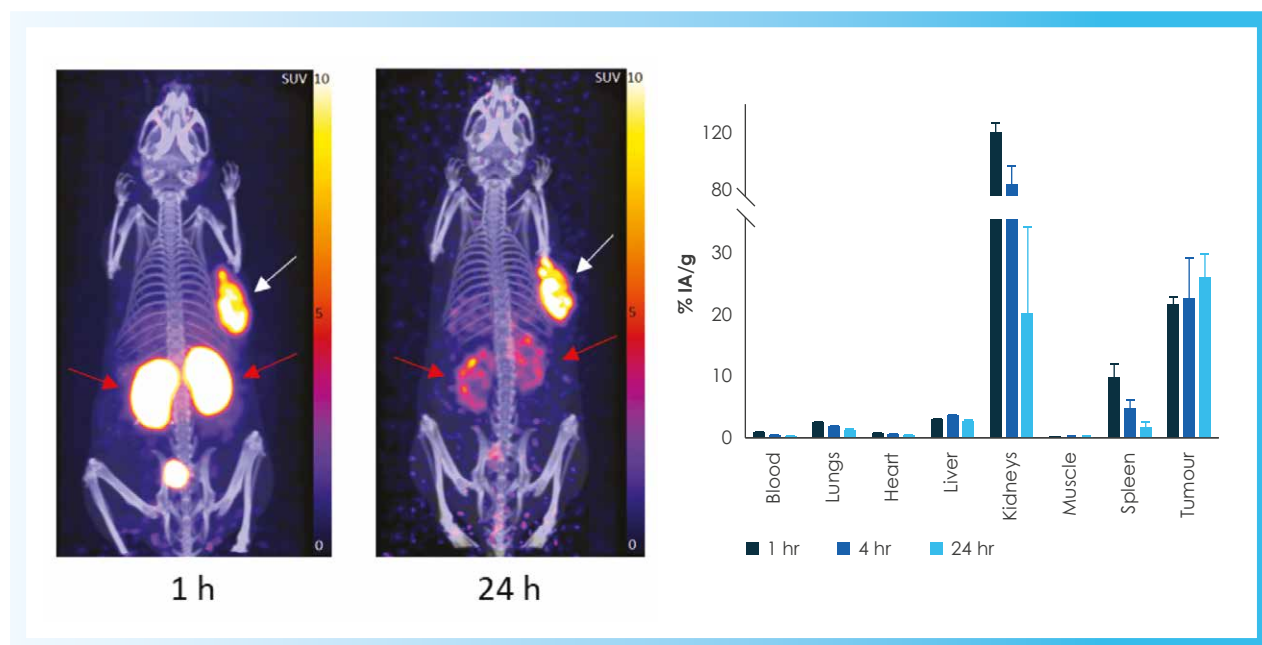 SUV 10
5
0
1 h
SUV 10
5
0
24 h
% IA/g
120
80
30
20
10
0
Blood
Lungs
Heart
Liver
Kidneys
Muscle
Spleen
Tumour
1 hr
4 hr
24 hr